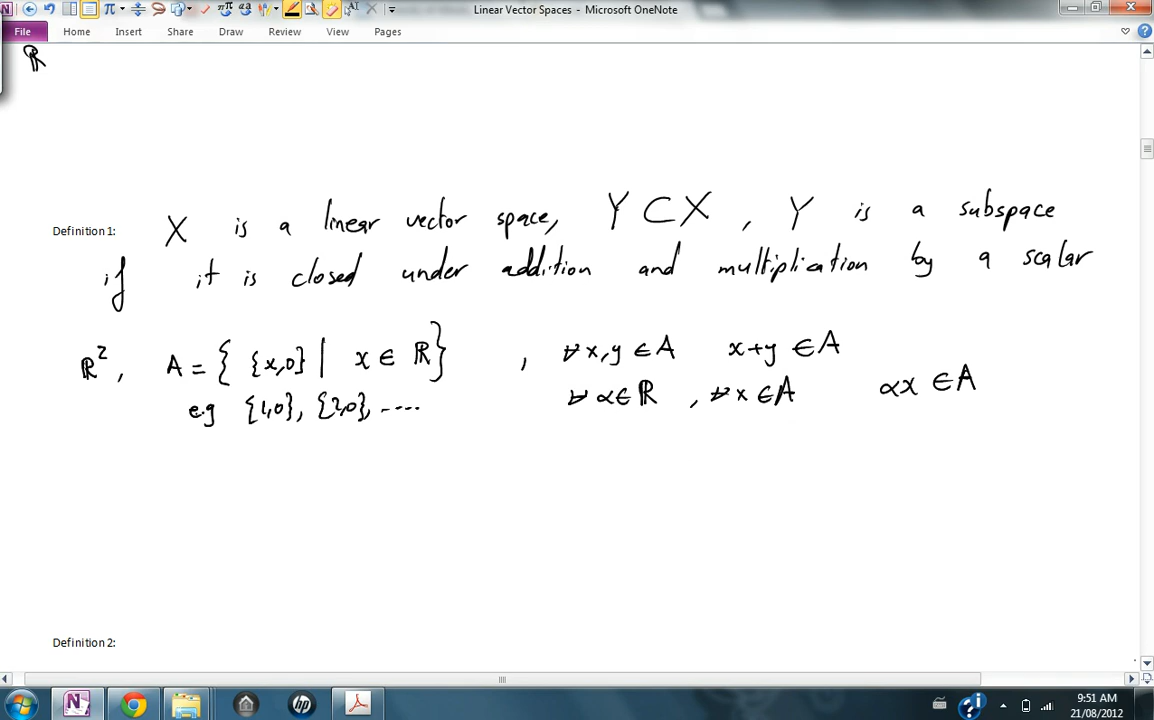 Linear Vector Spaces - Microsoft OneNote
File Home Insert Share Draw Review View Pages
ℝ
Definition 1: X is a linear vector space, Y ⊂ X , Y is a subspace
if it is closed under addition and multiplication by a scalar
ℝ², A = { {x,0} | x ∈ ℝ} , ∀ x,y ∈ A x+y ∈ A
e.g {1,0}, {2,0}, .... ∀ α ∈ ℝ , ∀ x ∈ A αx ∈ A
Definition 2:
9:51 AM
21/08/2012